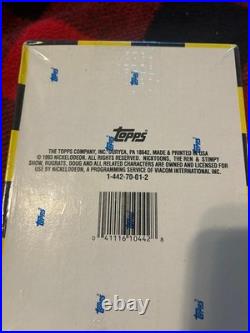 topps
THE TOPPS COMPANY, INC. DURYEA, PA 18642. MADE & PRINTED IN USA
© 1993 NICKELODEON. ALL RIGHTS RESERVED. NICKTOONS, THE REN & STIMPY
SHOW, RUGRATS, DOUG AND ALL RELATED CHARACTERS ARE OWNED AND LICENSED FOR
USE BY NICKELODEON, A PROGRAMMING SERVICE OF VIACOM INTERNATIONAL INC.
1-442-70-01-2
0 41116 10442 8
topps
topps
topps
topps
topps